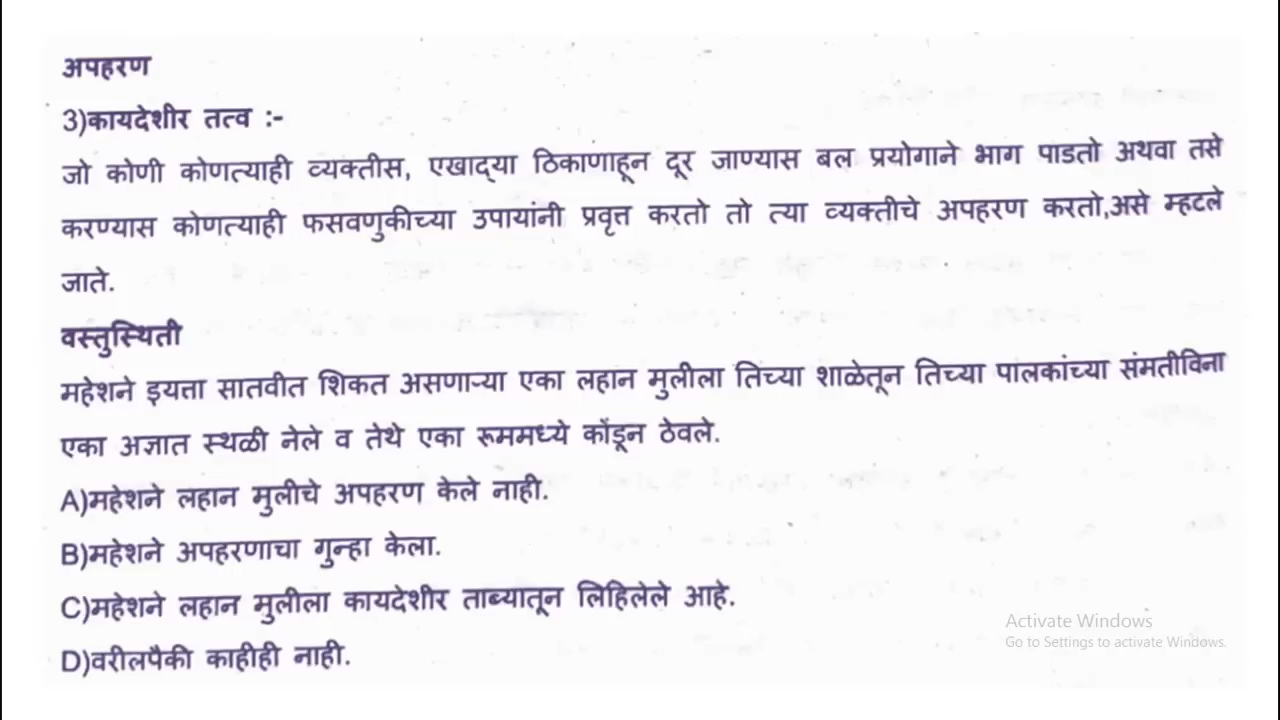 अपहरण
3)कायदेशीर तत्व :-
जो कोणी कोणत्याही व्यक्तीस, एखाद्या ठिकाणाहून दूर जाण्यास बल प्रयोगाने भाग पाडतो अथवा तसे
करण्यास कोणत्याही फसवणुकीच्या उपायांनी प्रवृत्त करतो तो त्या व्यक्तीचे अपहरण करतो,असे म्हटले
जाते.
वस्तुस्थिती
महेशने इयत्ता सातवीत शिकत असणाऱ्या एका लहान मुलीला तिच्या शाळेतून तिच्या पालकांच्या संमतीविना
एका अज्ञात स्थळी नेले व तेथे एका रूममध्ये कोंडून ठेवले.
A)महेशने लहान मुलीचे अपहरण केले नाही.
B)महेशने अपहरणाचा गुन्हा केला.
C)महेशने लहान मुलीला कायदेशीर ताब्यातून लिहिलेले आहे.
D)वरीलपैकी काहीही नाही.
Activate Windows
Go to Settings to activate Windows.